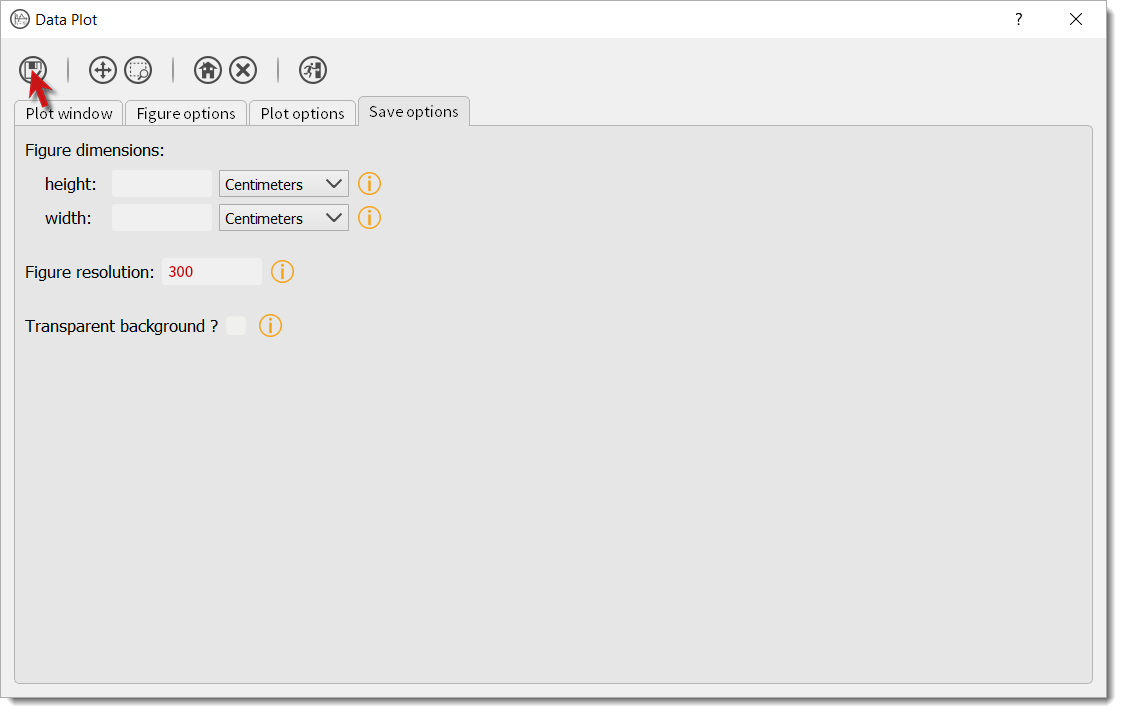 Data Plot
?
Plot window Figure options Plot options Save options
Figure dimensions:
height: Centimeters
width: Centimeters
Figure resolution: 300
Transparent background ?